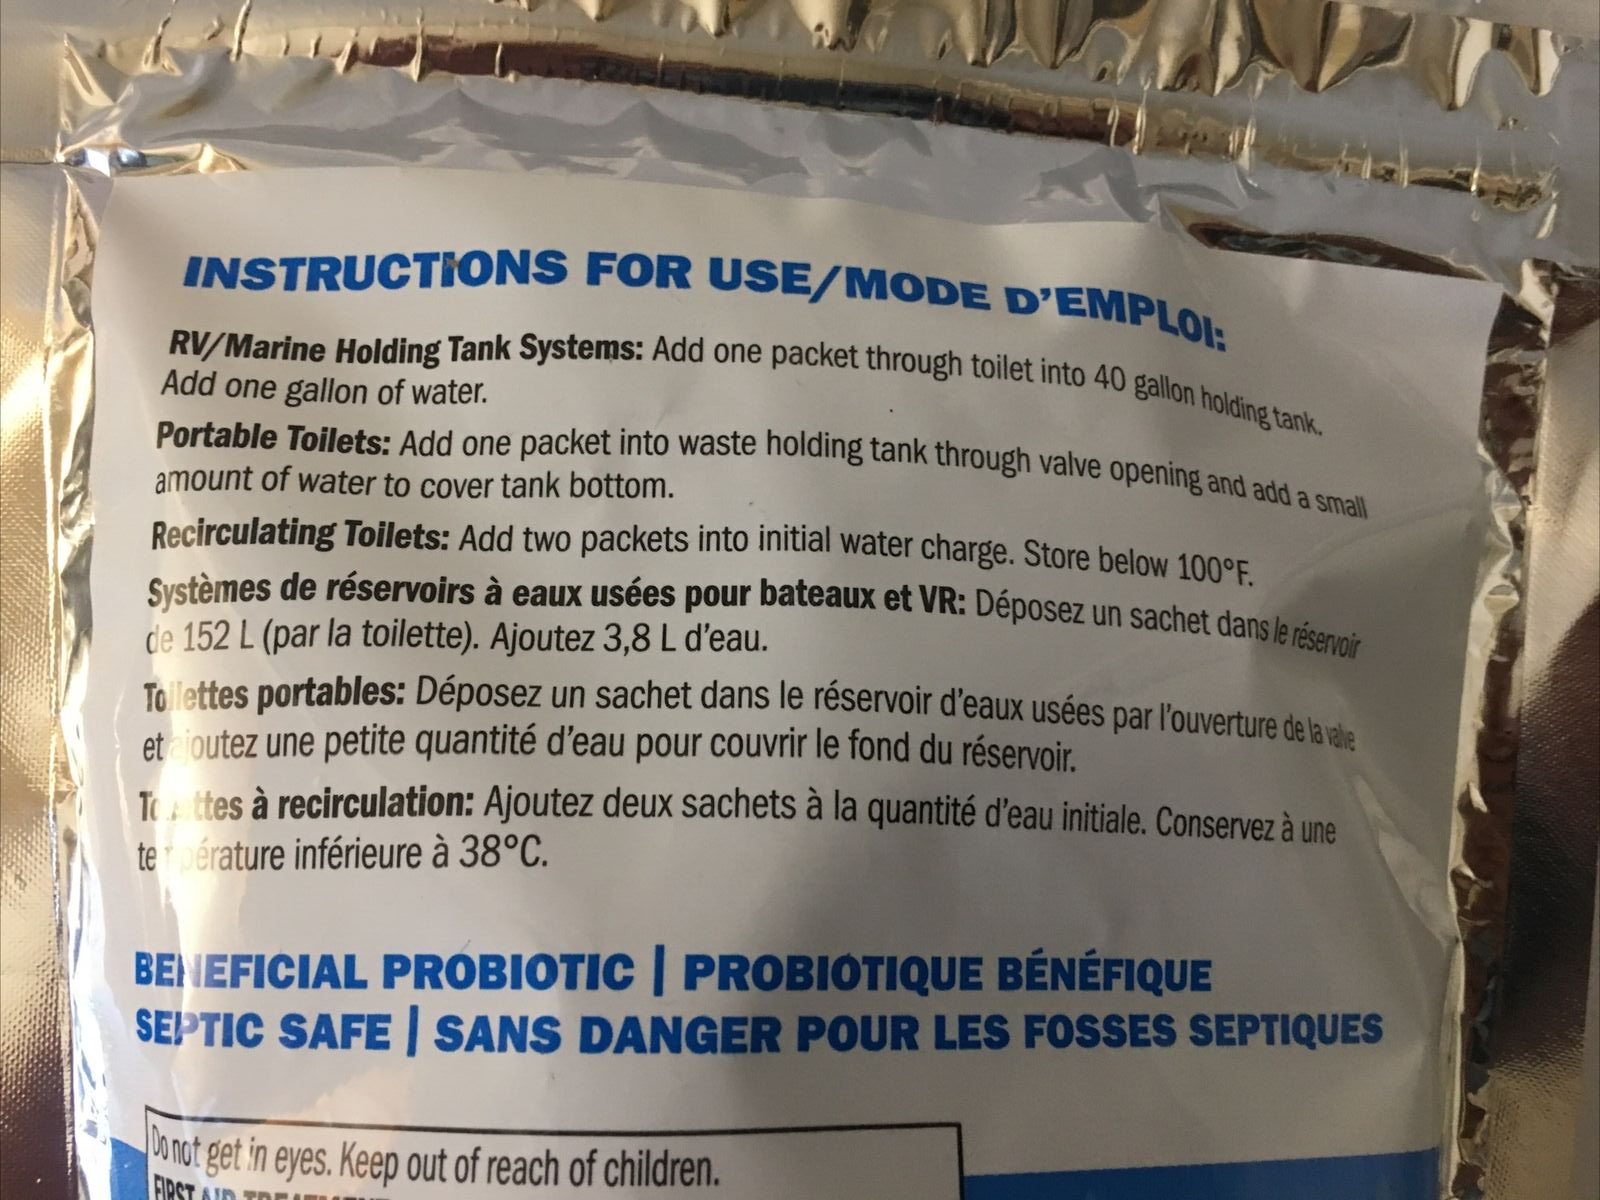 INSTRUCTIONS FOR USE/MODE D'EMPLOI:
RV/Marine Holding Tank Systems: Add one packet through toilet into 40 gallon holding tank.
Add one gallon of water.
Portable Toilets: Add one packet into waste holding tank through valve opening and add a small
amount of water to cover tank bottom.
Recirculating Toilets: Add two packets into initial water charge. Store below 100°F.
Systèmes de réservoirs à eaux usées pour bateaux et VR: Déposez un sachet dans le réservoir
de 152 L (par la toilette). Ajoutez 3,8 L d'eau.
Toilettes portables: Déposez un sachet dans le réservoir d'eaux usées par l'ouverture de la valve
et ajoutez une petite quantité d'eau pour couvrir le fond du réservoir.
Toilettes à recirculation: Ajoutez deux sachets à la quantité d'eau initiale. Conservez à une
température inférieure à 38°C.
BENEFICIAL PROBIOTIC | PROBIOTIQUE BÉNÉFIQUE
SEPTIC SAFE | SANS DANGER POUR LES FOSSES SEPTIQUES
Do not get in eyes. Keep out of reach of children.
FIRST AID TREATMENT